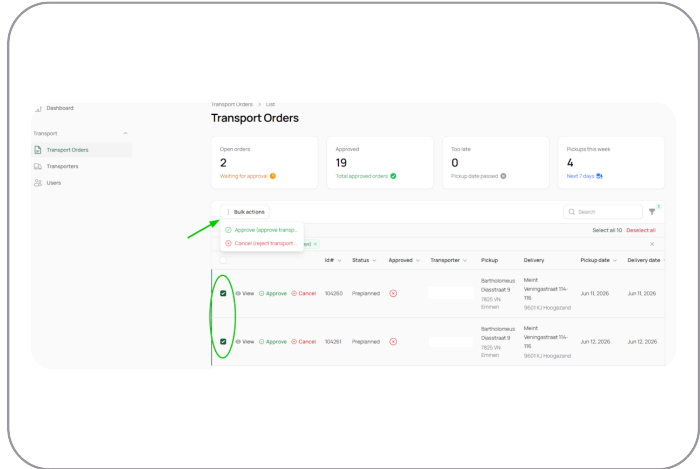 Dashboard
Transport
Transport Orders
Transporters
Users
Transport Orders > List
Transport Orders
Open orders
2
Waiting for approval
Approved
19
Total approved orders
Too late
0
Pickup date passed
Pickups this week
4
Next 7 days
Bulk actions
Search
1
Approve (approve transp...
Cancel (reject transport ...
Select all 10 Deselect all
Id# Status Approved Transporter Pickup Delivery Pickup date Delivery date
View Approve Cancel 104260 Preplanned
Bartholomeus
Diasstraat 9
7825 VN
Emmen
Meint
Veningastraat 114-
116
9601 KJ Hoogezand
Jun 11, 2026 Jun 11, 2026
View Approve Cancel 104261 Preplanned
Bartholomeus
Diasstraat 9
7825 VN
Emmen
Meint
Veningastraat 114-
116
9601 KJ Hoogezand
Jun 12, 2026 Jun 12, 2026